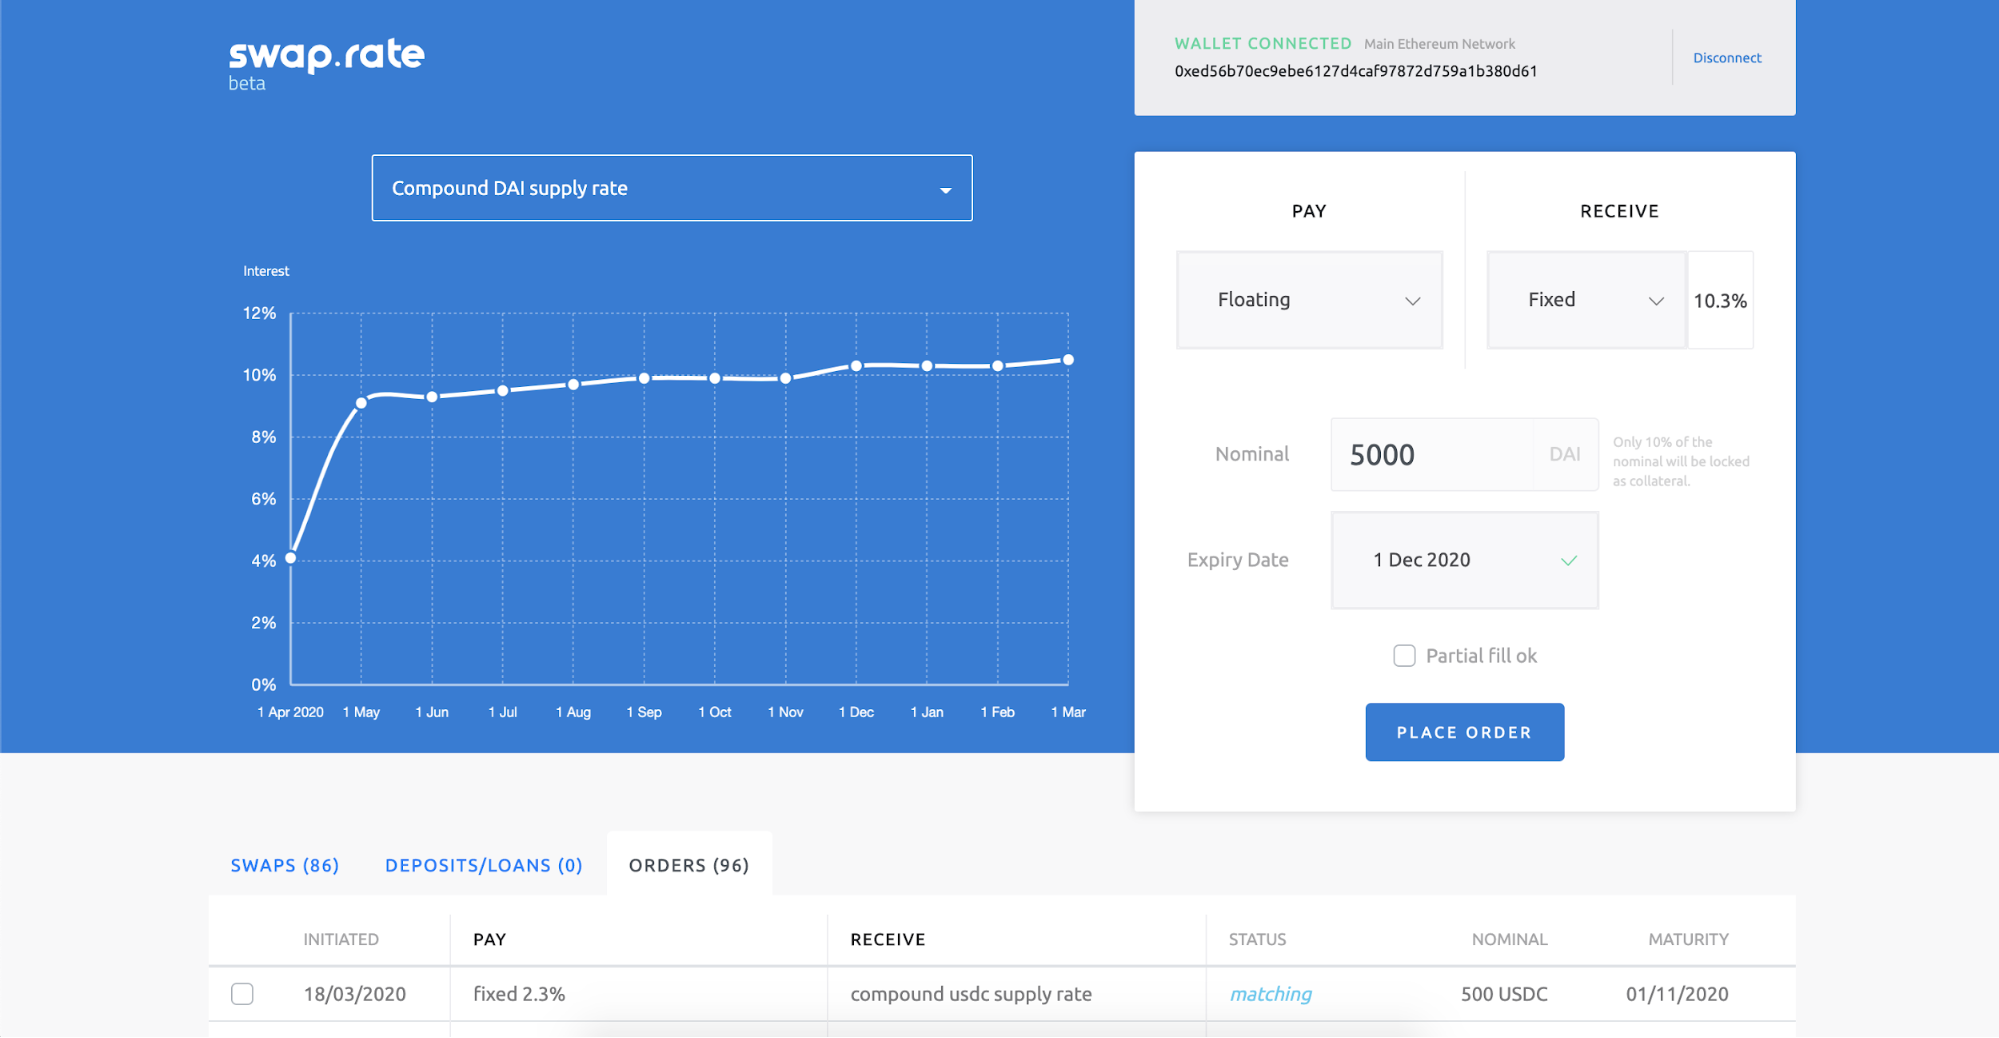 swap.rate
beta
WALLET CONNECTED Main Ethereum Network
0xed56b70ec9ebe6127d4caf97872d759a1b380d61
Disconnect
Compound DAI supply rate
Interest
12%
10%
8%
6%
4%
2%
0%
1 Apr 2020 1 May 1 Jun 1 Jul 1 Aug 1 Sep 1 Oct 1 Nov 1 Dec 1 Jan 1 Feb 1 Mar
PAY RECEIVE
Floating Fixed 10.3%
Nominal 5000 DAI
Only 10% of the
nominal will be locked
as collateral.
Expiry Date 1 Dec 2020
Partial fill ok
PLACE ORDER
SWAPS (86) DEPOSITS/LOANS (0) ORDERS (96)
INITIATED PAY RECEIVE STATUS NOMINAL MATURITY
18/03/2020 fixed 2.3% compound usdc supply rate matching 500 USDC 01/11/2020